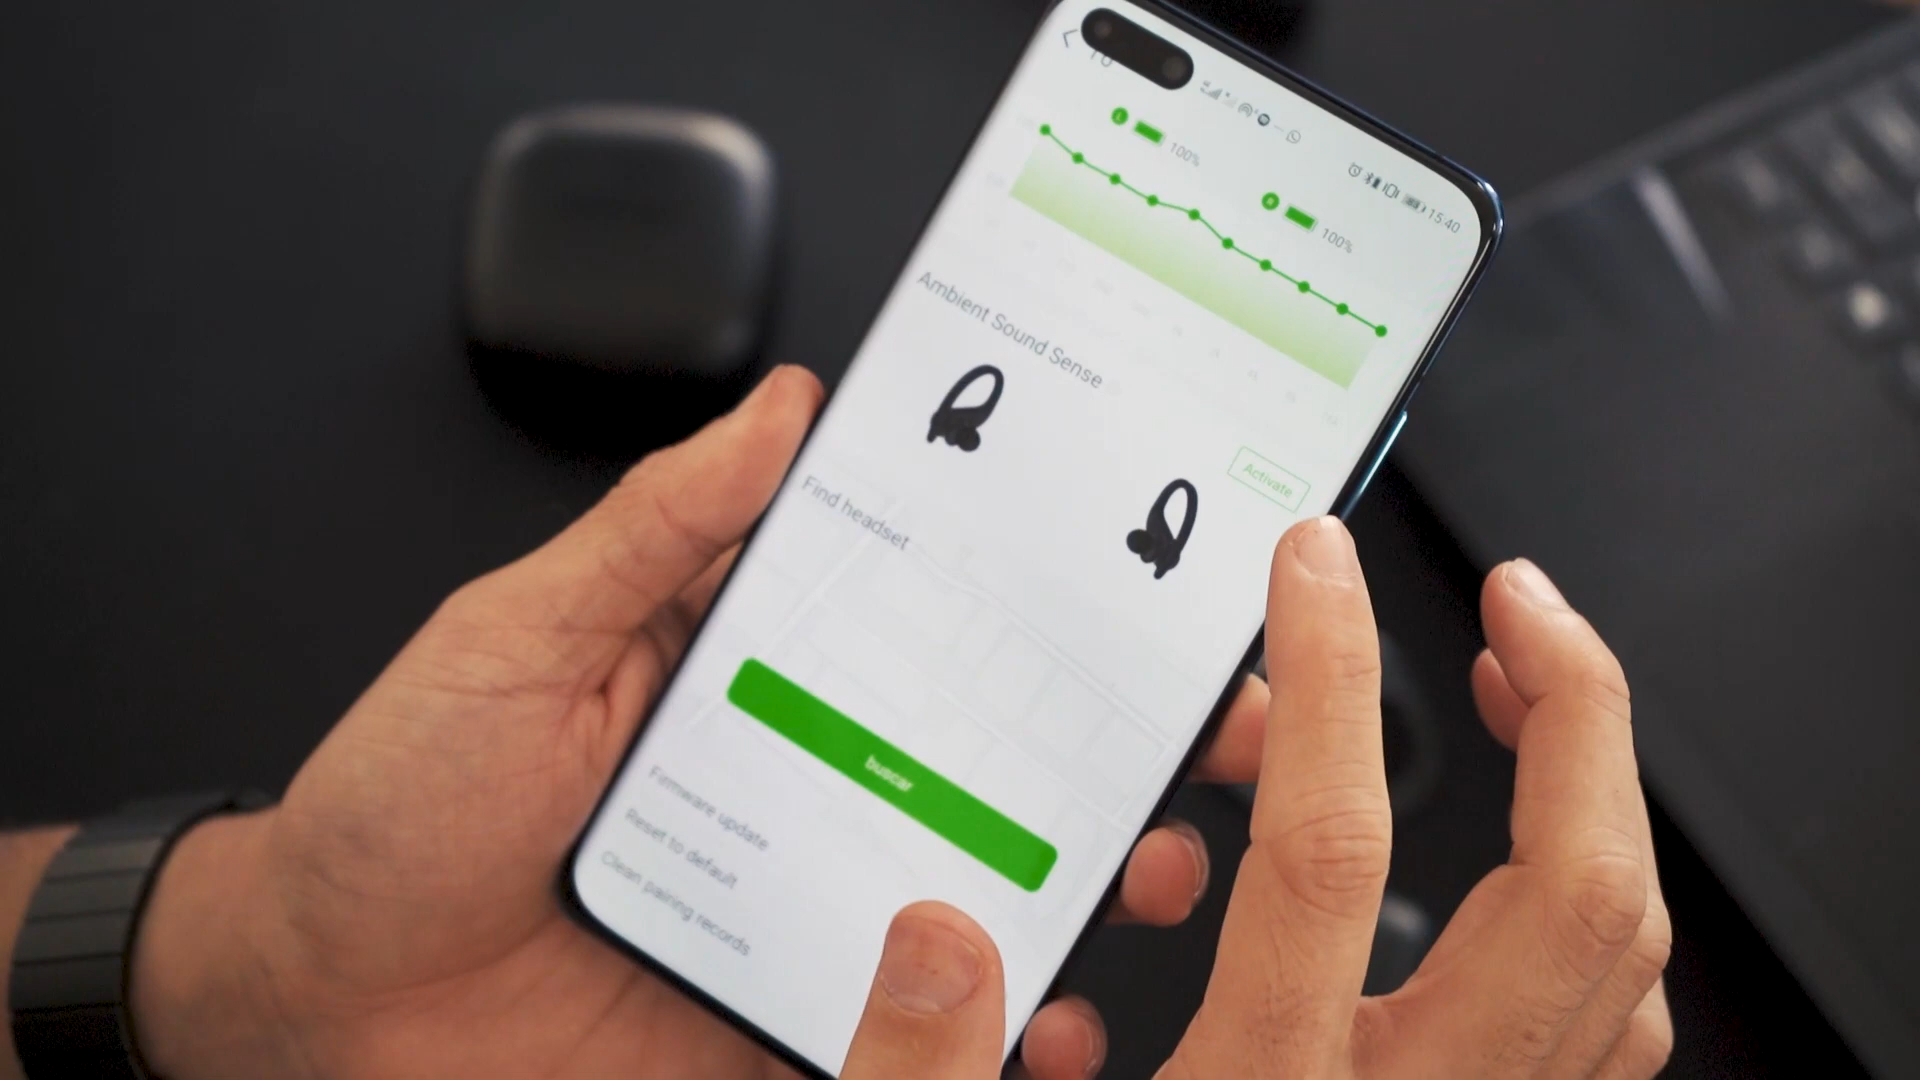 15:40
L 100%
R 100%
Ambient Sound Sense
Activate
Find headset
buscar
Firmware update
Reset to default
Clean pairing records